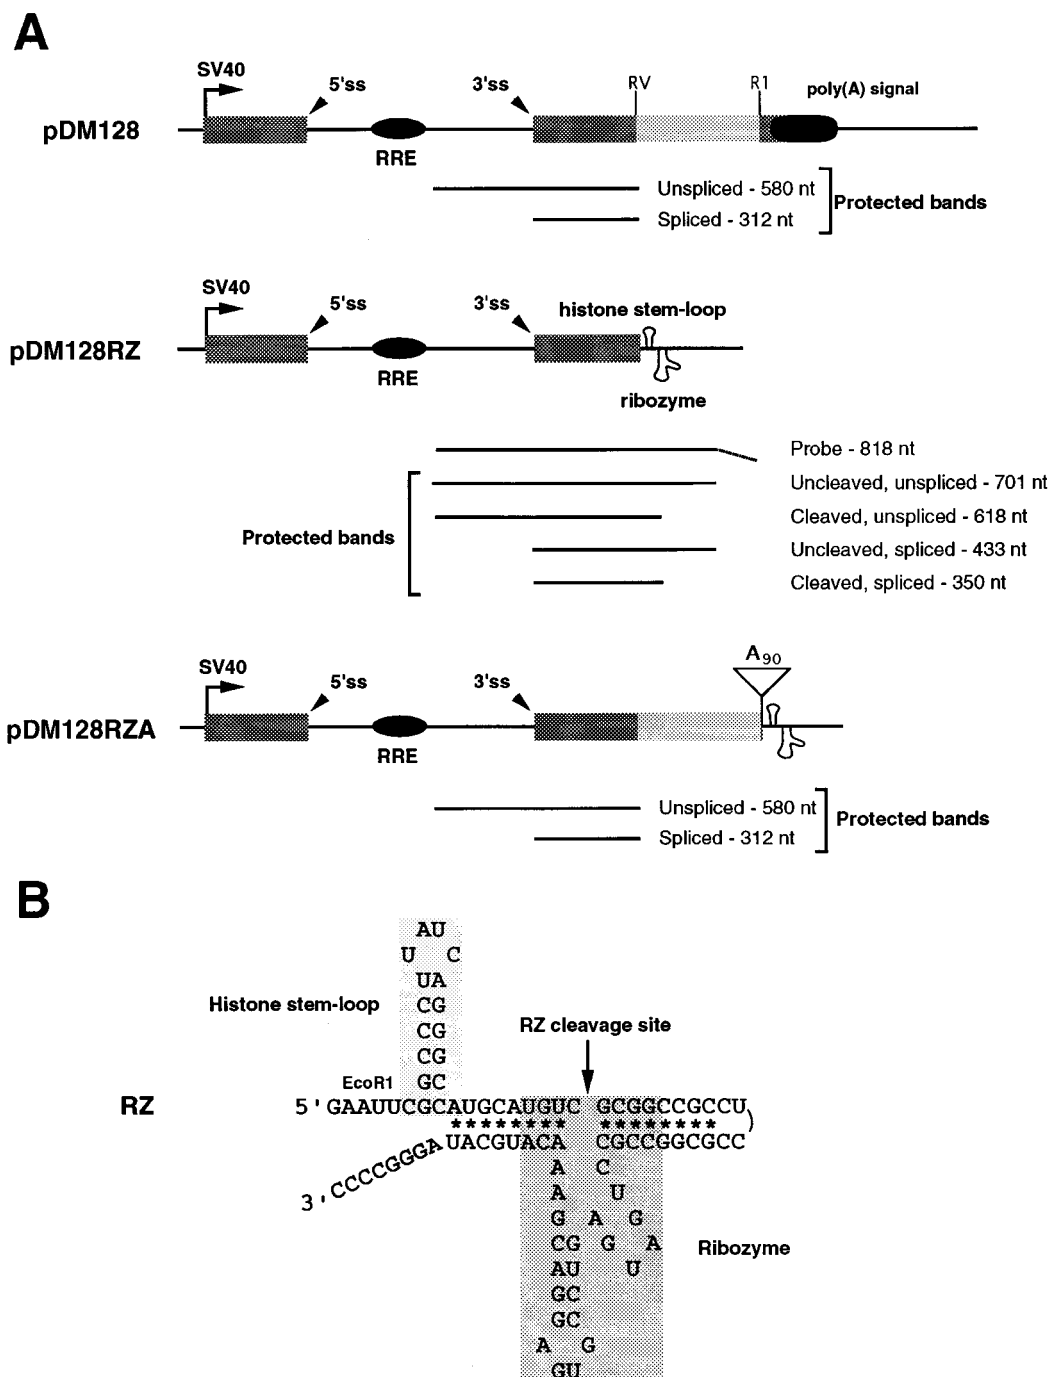 A
SV40
5'ss
3'ss
RV
R1
poly(A) signal
pDM128
RRE
Unspliced - 580 nt
Spliced - 312 nt
Protected bands
SV40
5'ss
3'ss
histone stem-loop
pDM128RZ
RRE
ribozyme
Probe - 818 nt
Uncleaved, unspliced - 701 nt
Cleaved, unspliced - 618 nt
Uncleaved, spliced - 433 nt
Cleaved, spliced - 350 nt
Protected bands
A90
SV40
5'ss
3'ss
pDM128RZA
RRE
Unspliced - 580 nt
Spliced - 312 nt
Protected bands
B
AU
U C
UA
CG
CG
CG
GC
Histone stem-loop
RZ cleavage site
EcoR1
RZ
5'GAAUUCGCAUGCAUGUC GCGGCCGCCU
******** ********
3'CCCCGGGAUACGUACA CGCCGGCGCC
A C
A U
G A G
CG G A
AU U
GC
GC
A G
GU
Ribozyme